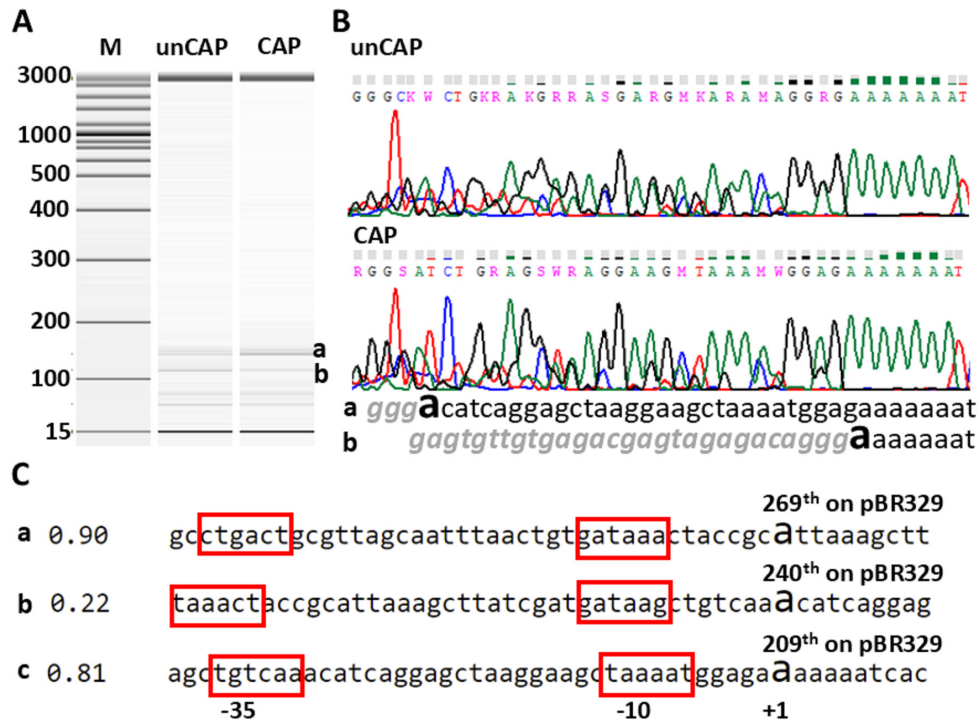 A
M unCAP CAP
3000
1000
500
400
300
200
100
15
a
b
B
unCAP
GGGCKWCTGKRAKGRRASGARGMKARAMAGGRGAAAAAAAT
CAP
RGGSATCTGRAGSWRAGGAAGMTAAAMWGGAGAAAAAAAT
a gggacatcaggagctaaggaagctaaaatggagaaaaaaat
b gagtgttgtgagacgagtagagacagggaaaaaaat
C
269th on pBR329
a 0.90 gcctgactgcgttagcaatttaactgtgataaactaccgcattaaagctt
240th on pBR329
b 0.22 taaactaccgcattaaagcttatcgatgataagctgtcaaacatcaggag
209th on pBR329
c 0.81 agctgtcaaacatcaggagctaaggaagctaaaatggagaaaaaaatcac
-35 -10 +1